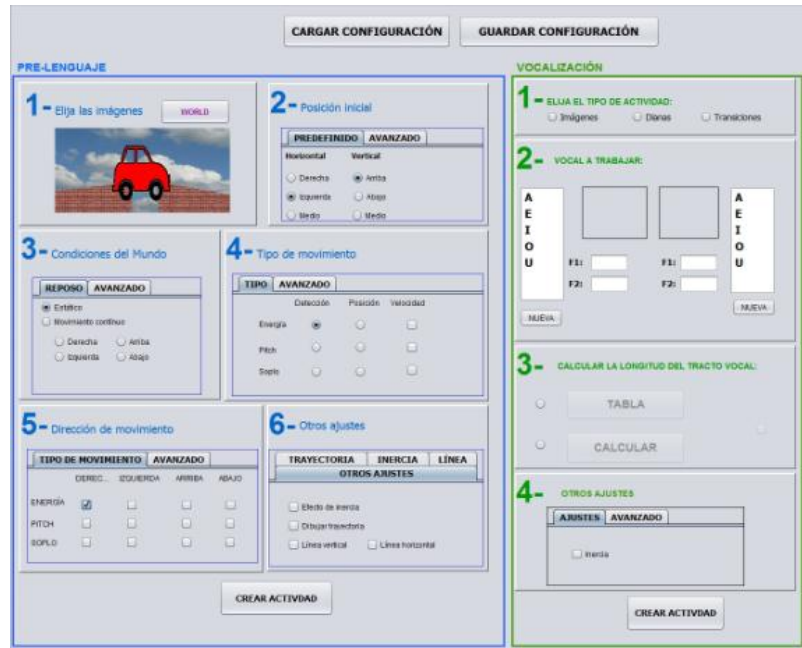 CARGAR CONFIGURACIÓN
GUARDAR CONFIGURACIÓN
PRE-LENGUAJE
1- Elija las imágenes
WORLD
2- Posición inicial
PREDEFINIDO AVANZADO
Horizontal Vertical
Derecha Arriba
Izquierda Abajo
Medio Medio
3- Condiciones del Mundo
REPOSO AVANZADO
Estático
Movimiento contínuo
Derecha Arriba
Izquierda Abajo
4- Tipo de movimiento
TIPO AVANZADO
Detección Posición Velocidad
Energía
Pitch
Soplo
5- Dirección de movimiento
TIPO DE MOVIMIENTO AVANZADO
DEREC... IZQUIERDA ARRIBA ABAJO
ENERGÍA
PITCH
SOPLO
6- Otros ajustes
TRAYECTORIA INERCIA LÍNEA
OTROS AJUSTES
Efecto de inercia
Dibujar trayectoria
Línea vertical Línea horizontal
CREAR ACTIVDAD
VOCALIZACIÓN
1- ELIJA EL TIPO DE ACTIVIDAD:
Imágenes Dianas Transiciones
2- VOCAL A TRABAJAR:
A A
E E
I I
O O
U F1: F1: U
F2: F2:
NUEVA NUEVA
3- CALCULAR LA LONGITUD DEL TRACTO VOCAL:
TABLA
CALCULAR
4- OTROS AJUSTES
AJUSTES AVANZADO
Inercia
CREAR ACTIVDAD